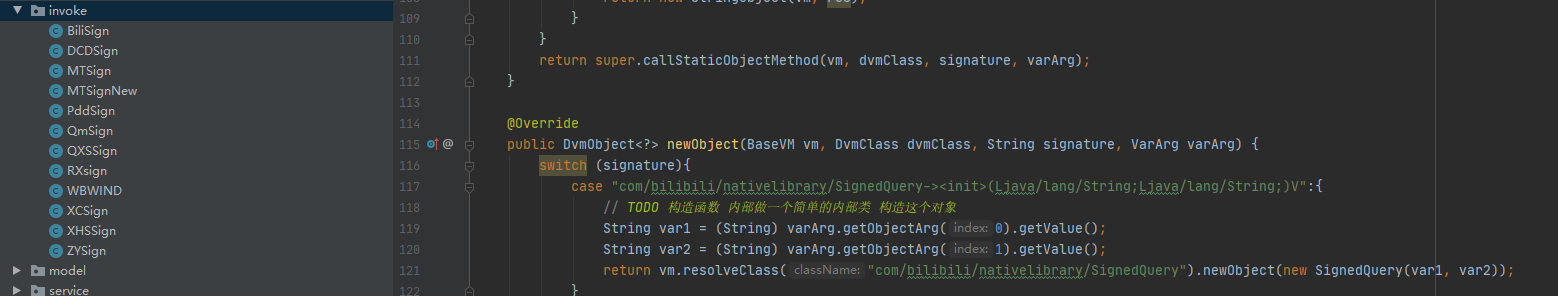 invoke
BiliSign
DCDSign
MTSign
MTSignNew
PddSign
QmSign
QXSSign
RXsign
WBWIND
XCSign
XHSSign
ZYSign
model
service
109 }
110 }
111 return super.callStaticObjectMethod(vm, dvmClass, signature, varArg);
112 }
113
114 @Override
115 @ public DvmObject<?> newObject(BaseVM vm, DvmClass dvmClass, String signature, VarArg varArg) {
116 switch (signature){
117 case "com/bilibili/nativelibrary/SignedQuery-><init>(Ljava/lang/String;Ljava/lang/String;)V":{
118 // TODO 构造函数 内部做一个简单的内部类 构造这个对象
119 String var1 = (String) varArg.getObjectArg( index: 0).getValue();
120 String var2 = (String) varArg.getObjectArg( index: 1).getValue();
121 return vm.resolveClass( className: "com/bilibili/nativelibrary/SignedQuery").newObject(new SignedQuery(var1, var2));
122 }